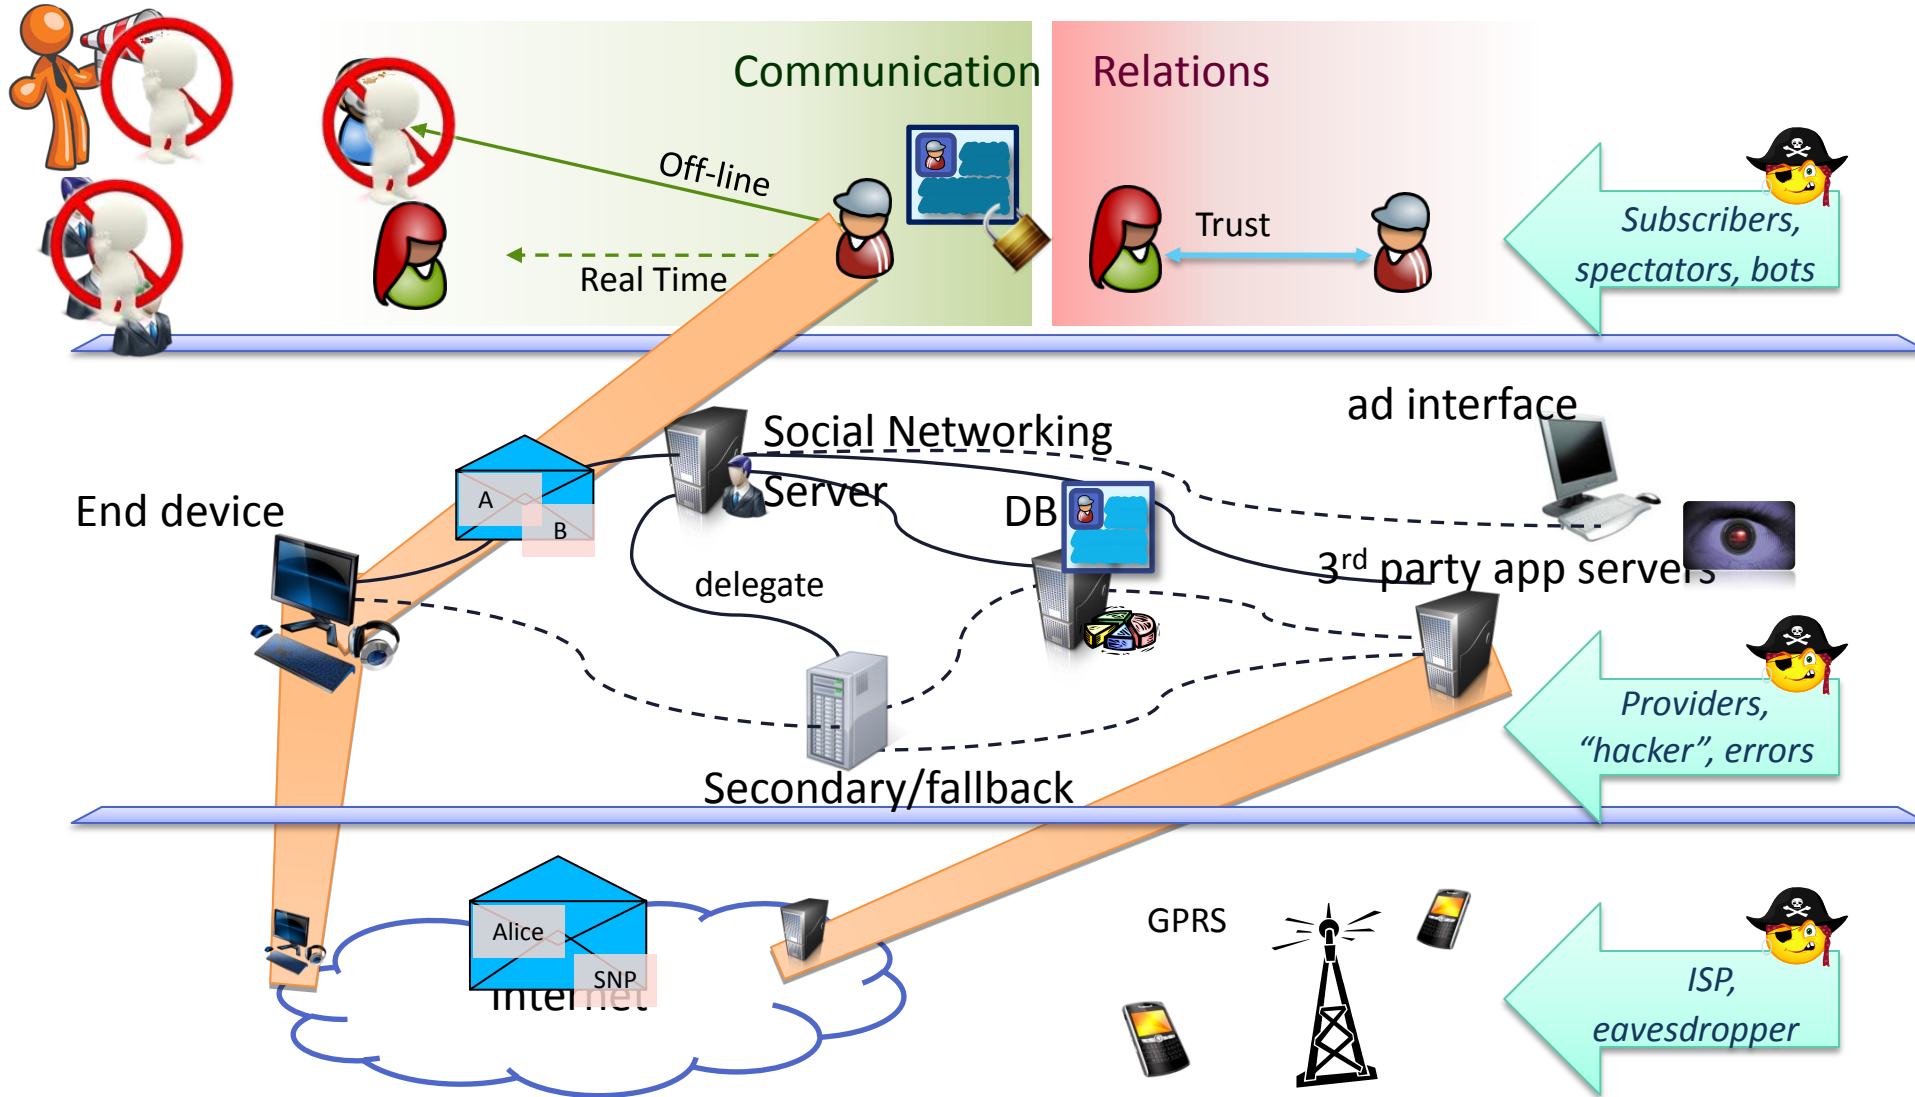 Communication
Relations
Off-line
Real Time
Trust
Subscribers,
spectators, bots
ad interface
Social Networking
Server
End device
A
B
DB
3rd party app servers
delegate
Providers,
“hacker”, errors
Secondary/fallback
Alice
SNP
Internet
GPRS
ISP,
eavesdropper